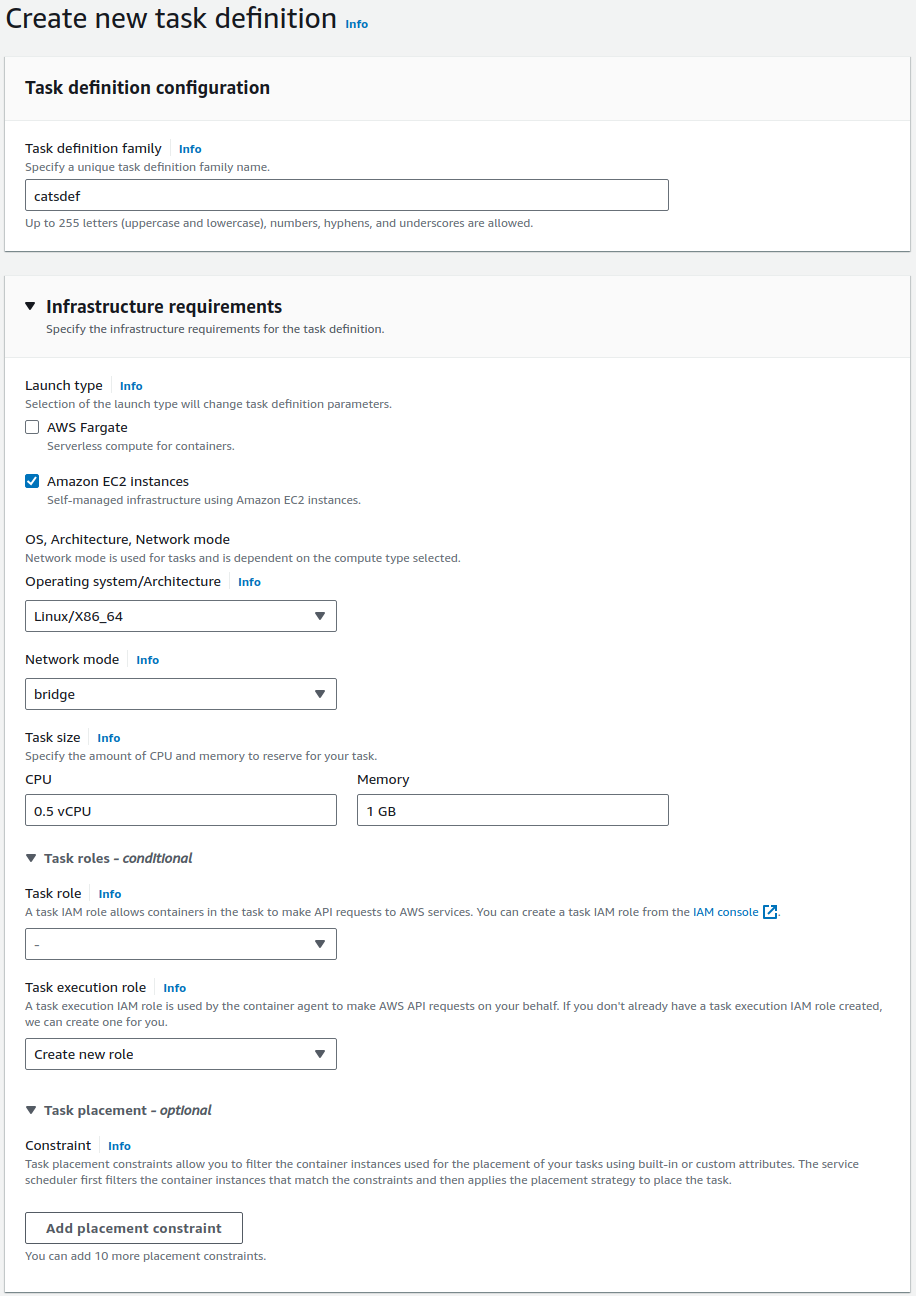 Create new task definition Info
Task definition configuration
Task definition family Info
Specify a unique task definition family name.
catsdef
Up to 255 letters (uppercase and lowercase), numbers, hyphens, and underscores are allowed.
Infrastructure requirements
Specify the infrastructure requirements for the task definition.
Launch type Info
Selection of the launch type will change task definition parameters.
AWS Fargate
Serverless compute for containers.
Amazon EC2 instances
Self-managed infrastructure using Amazon EC2 instances.
OS, Architecture, Network mode
Network mode is used for tasks and is dependent on the compute type selected.
Operating system/Architecture Info
Linux/X86_64
Network mode Info
bridge
Task size Info
Specify the amount of CPU and memory to reserve for your task.
CPU Memory
0.5 vCPU 1 GB
Task roles - conditional
Task role Info
A task IAM role allows containers in the task to make API requests to AWS services. You can create a task IAM role from the IAM console.
-
Task execution role Info
A task execution IAM role is used by the container agent to make AWS API requests on your behalf. If you don't already have a task execution IAM role created,
we can create one for you.
Create new role
Task placement - optional
Constraint Info
Task placement constraints allow you to filter the container instances used for the placement of your tasks using built-in or custom attributes. The service
scheduler first filters the container instances that match the constraints and then applies the placement strategy to place the task.
Add placement constraint
You can add 10 more placement constraints.